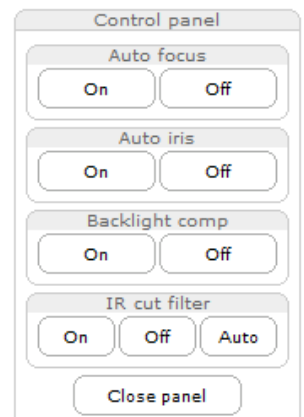 Control panel
Auto focus
On Off
Auto iris
On Off
Backlight comp
On Off
IR cut filter
On Off Auto
Close panel